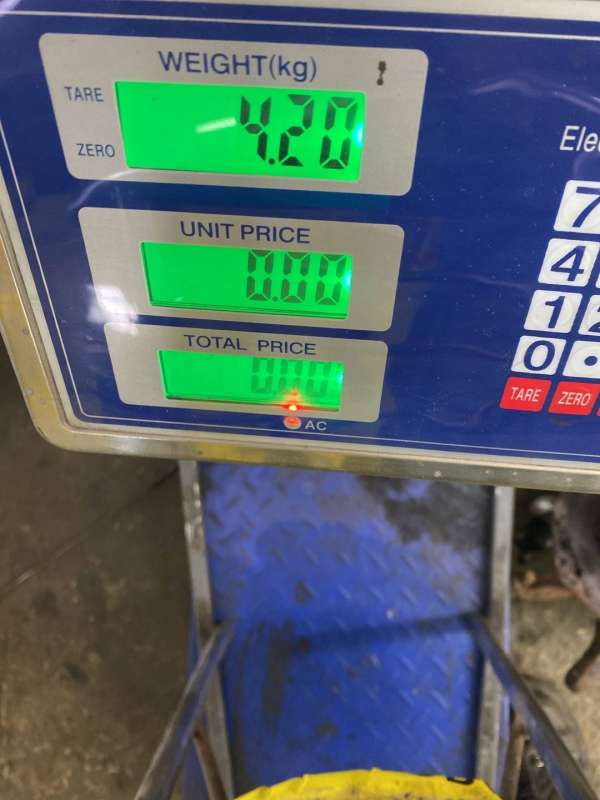 WEIGHT(kg)
TARE
4.20
ZERO
UNIT PRICE
0.00
TOTAL PRICE
0.00
AC
7
4
1
0 .
TARE ZERO